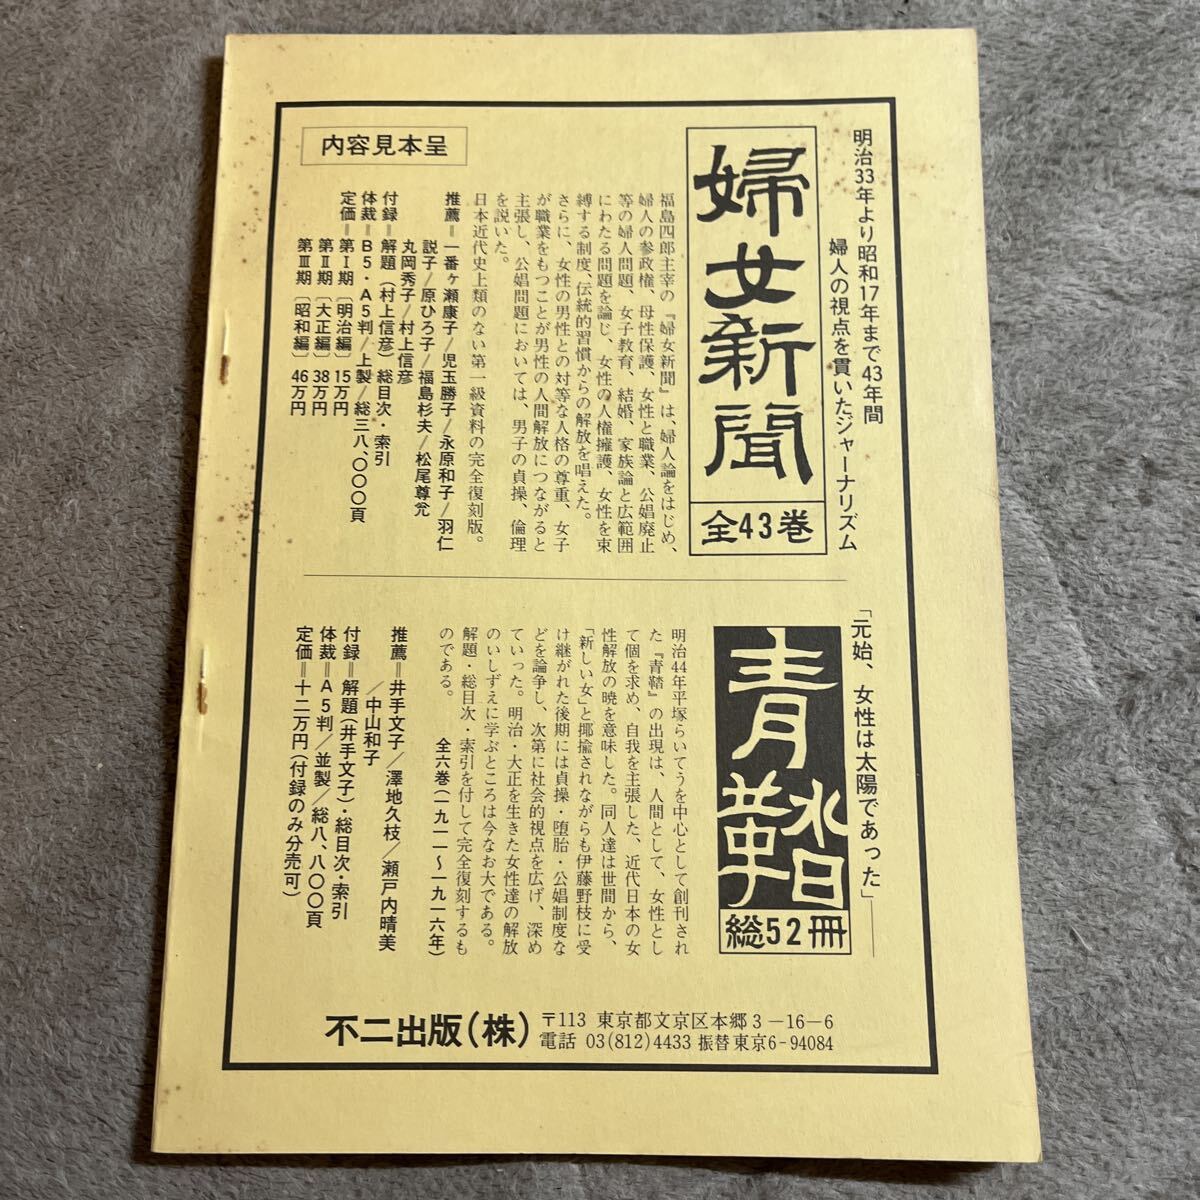 明治33年より昭和17年まで43年間
婦人の視点を貫いたジャーナリズム
婦女新聞
全43巻
福島四郎主宰の『婦女新聞』は、婦人論をはじめ、
婦人の参政権、母性保護、女性と職業、公娼廃止
等の婦人問題、女子教育、結婚、家族論と広範囲
にわたる問題を論じ、女性の人権擁護、女性を束
縛する制度、伝統的習慣からの解放を唱えた。
さらに、女性の男性との対等な人格の尊重、女子
が職業をもつことが男性の人間解放につながると
主張し、公娼問題においては、男子の貞操、倫理
を説いた。
日本近代史上類のない第一級資料の完全復刻版。
推薦＝一番ヶ瀬康子／児玉勝子／永原和子／羽仁
説子／原ひろ子／福島杉夫／松尾尊兊
丸岡秀子／村上信彦
付録＝解題（村上信彦）総目次・索引
体裁＝B5・A5判／上製／総三八、〇〇〇頁
定価＝第Ⅰ期〔明治編〕15万円
第Ⅱ期〔大正編〕38万円
第Ⅲ期〔昭和編〕46万円
内容見本呈
「元始、女性は太陽であった」――
青鞜
総52冊
明治44年平塚らいてうを中心として創刊され
た『青鞜』の出現は、人間として、女性とし
て個を求め、自我を主張した、近代日本の女
性解放の暁を意味した。同人達は世間から、
「新しい女」と揶揄されながらも伊藤野枝に受
け継がれた後期には貞操・堕胎・公娼制度な
どを論争し、次第に社会的視点を広げ、深め
ていった。明治・大正を生きた女性達の解放
のいしずえに学ぶところは今なお大である。
解題・総目次・索引を付して完全復刻するも
のである。　全六巻（一九一一～一九一六年）
推薦＝井手文子／澤地久枝／瀬戸内晴美
／中山和子
付録＝解題（井手文子）・総目次・索引
体裁＝A5判／並製／総八、八〇〇頁
定価＝十二万円（付録のみ分売可）
不二出版（株）
〒113 東京都文京区本郷3－16－6
電話 03(812)4433 振替東京6-94084